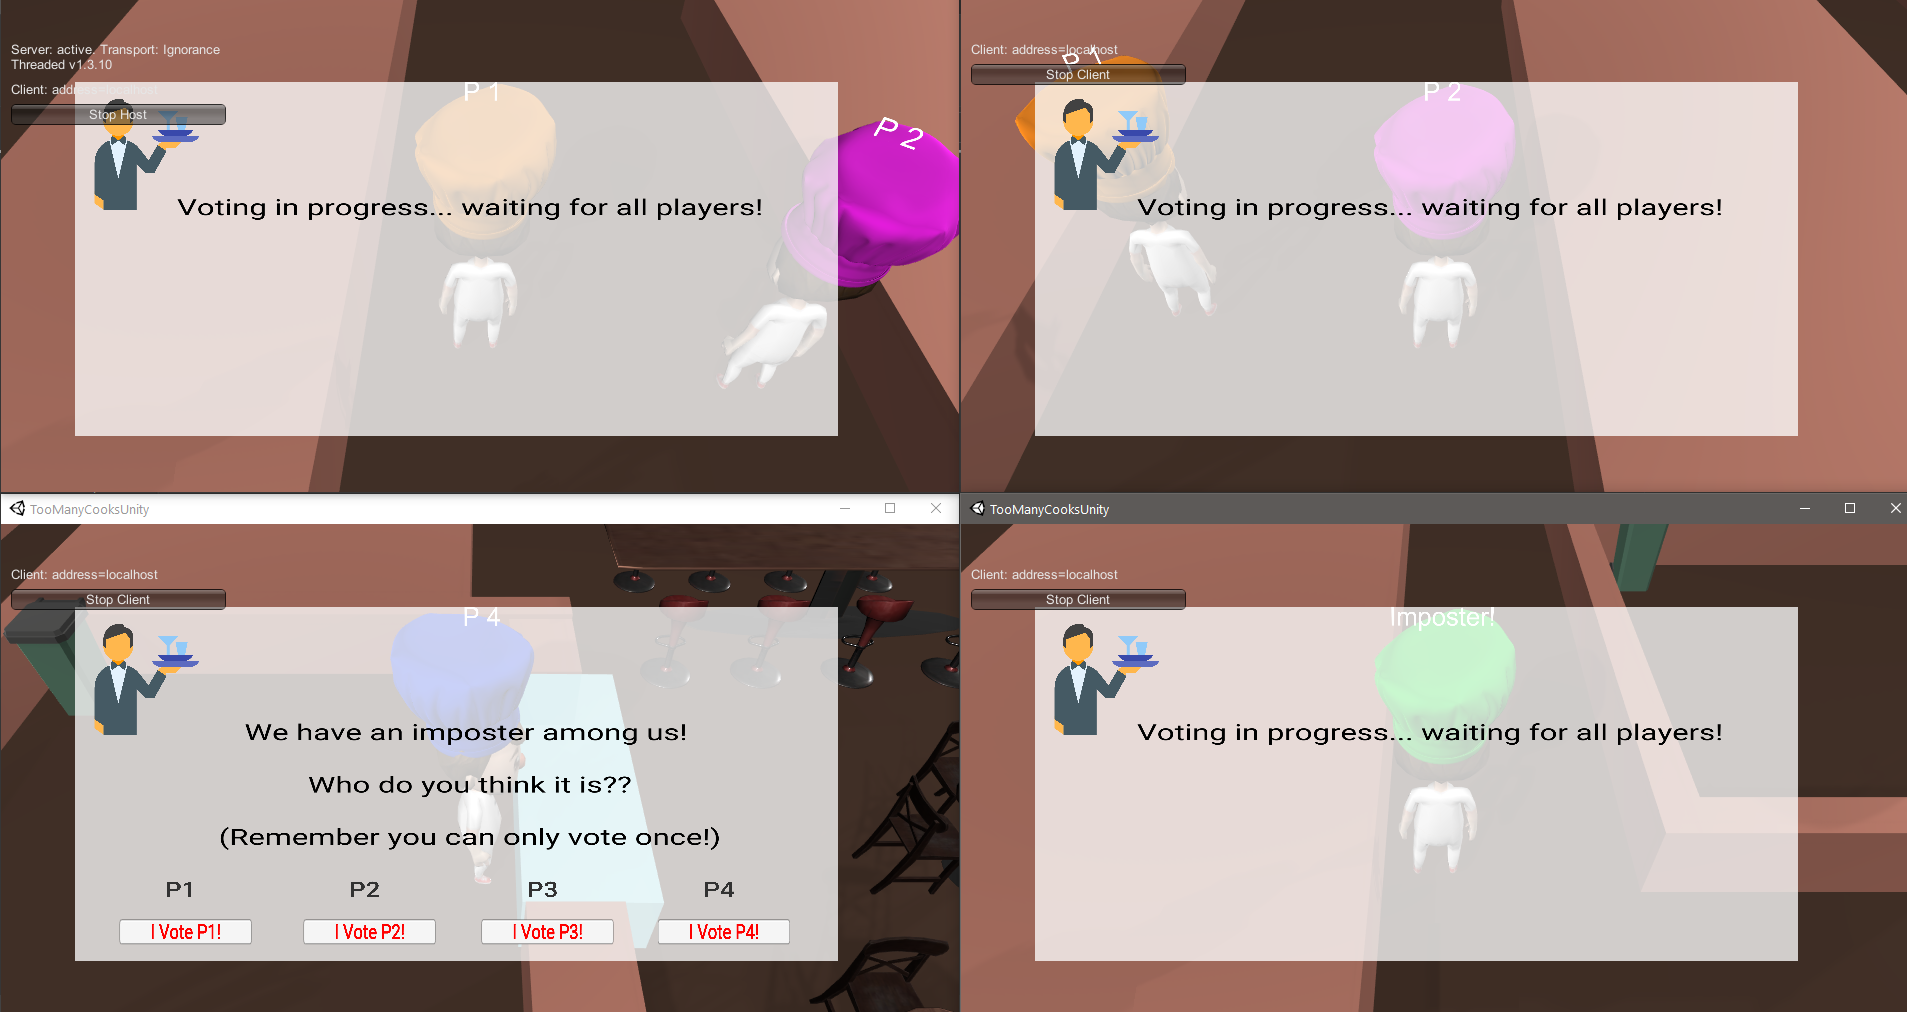 Server: active. Transport: Ignorance
Threaded v1.3.10
Client: address=localhost
Stop Host
P 1
P 2
Voting in progress... waiting for all players!
Client: address=localhost
Stop Client
P 1
P 2
Voting in progress... waiting for all players!
TooManyCooksUnity
Client: address=localhost
Stop Client
P 4
We have an imposter among us!
Who do you think it is??
(Remember you can only vote once!)
P1 P2 P3 P4
I Vote P1! I Vote P2! I Vote P3! I Vote P4!
TooManyCooksUnity
Client: address=localhost
Stop Client
Imposter!
Voting in progress... waiting for all players!